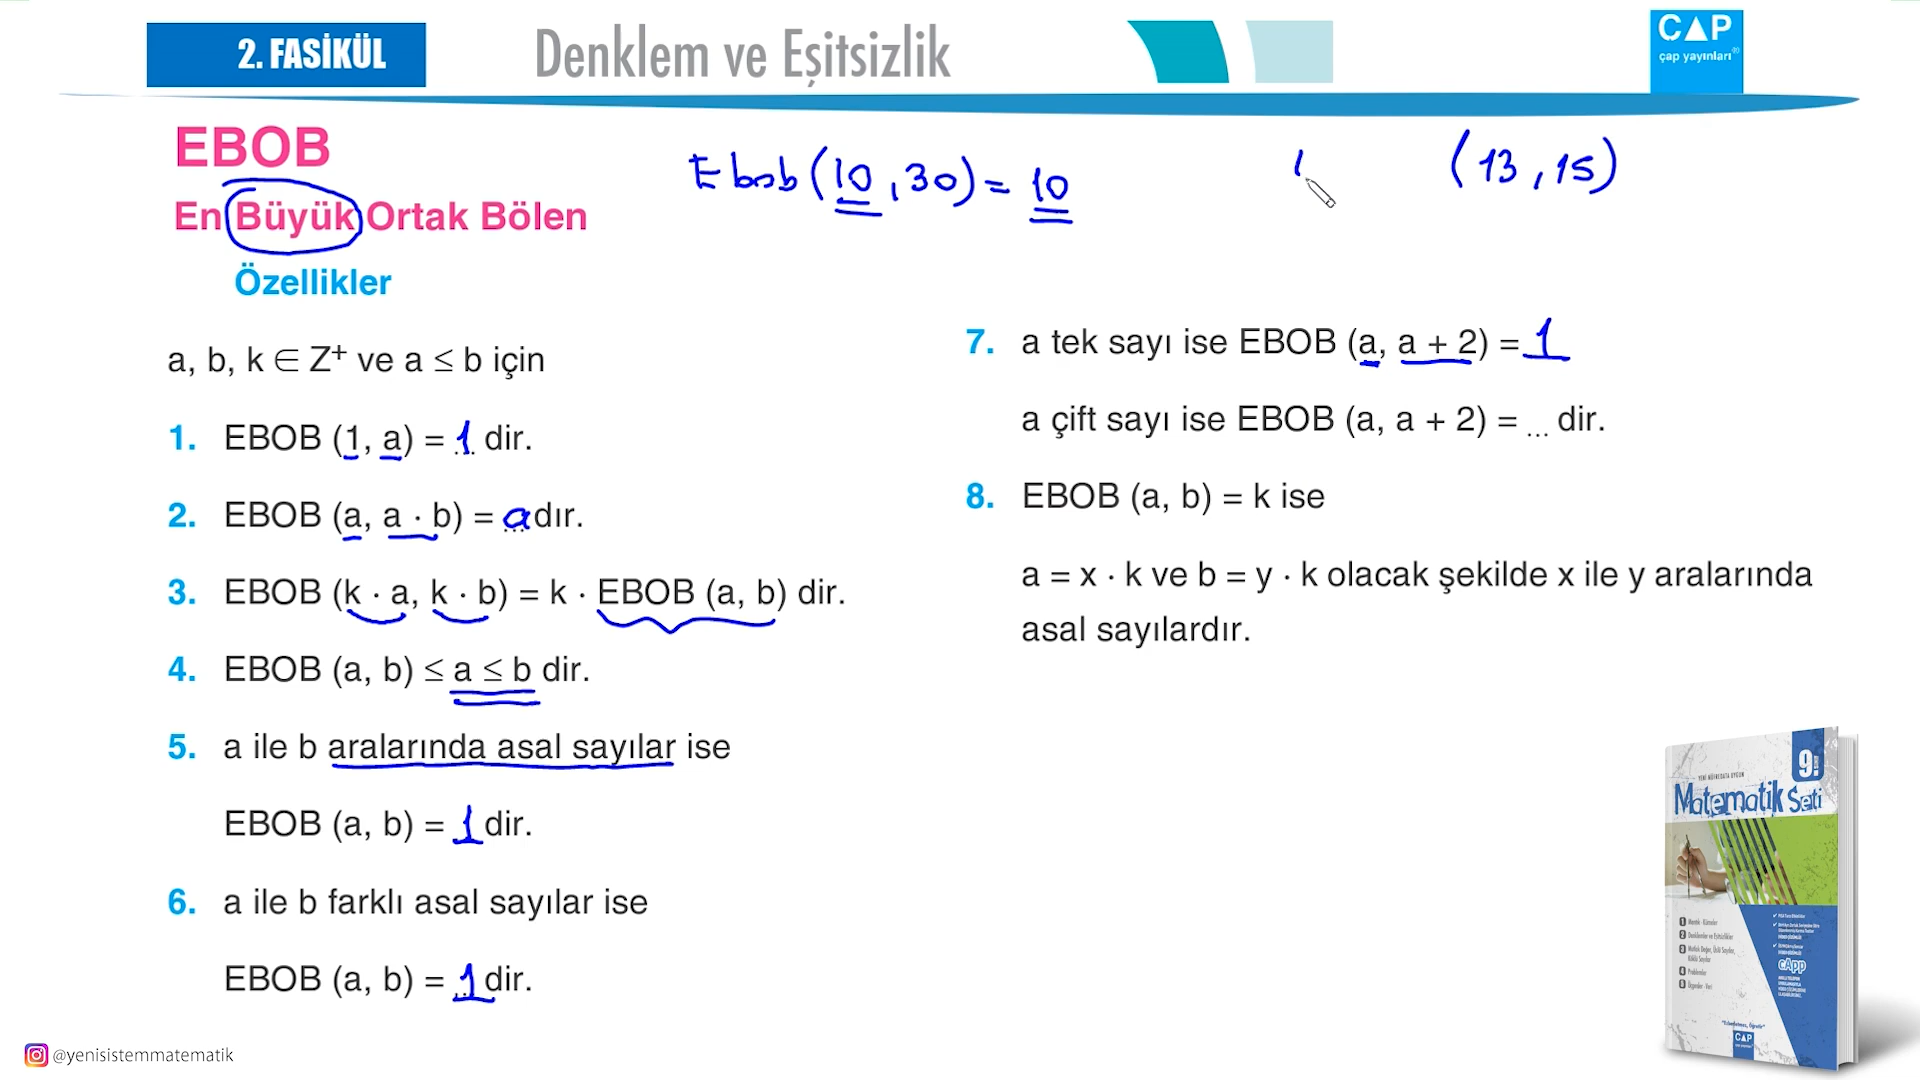 2. FASİKÜL
Denklem ve Eşitsizlik
CAP
çap yayınları
EBOB
En Büyük Ortak Bölen
Ebob (10, 30) = 10
(13, 15)
Özellikler
a, b, k ∈ Z⁺ ve a ≤ b için
1. EBOB (1, a) = 1 dir.
2. EBOB (a, a · b) = a dır.
3. EBOB (k · a, k · b) = k · EBOB (a, b) dir.
4. EBOB (a, b) ≤ a ≤ b dir.
5. a ile b aralarında asal sayılar ise
EBOB (a, b) = 1 dir.
6. a ile b farklı asal sayılar ise
EBOB (a, b) = 1 dir.
7. a tek sayı ise EBOB (a, a + 2) = 1
a çift sayı ise EBOB (a, a + 2) = ... dir.
8. EBOB (a, b) = k ise
a = x · k ve b = y · k olacak şekilde x ile y aralarında
asal sayılardır.
9.
Matematik Seti
cApp
CAP
@yenisistemmatematik